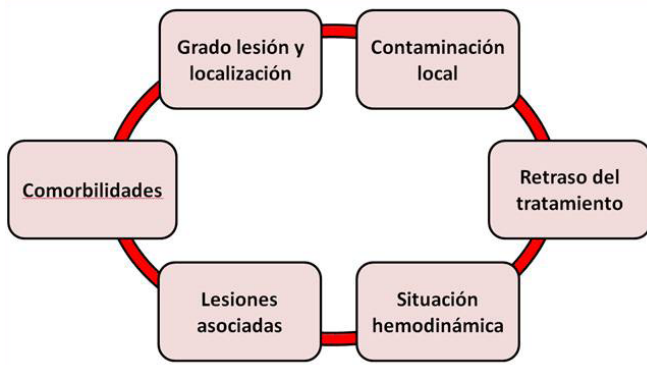 Grado lesión y
localización
Contaminación
local
Retraso del
tratamiento
Situación
hemodinámica
Lesiones
asociadas
Comorbilidades